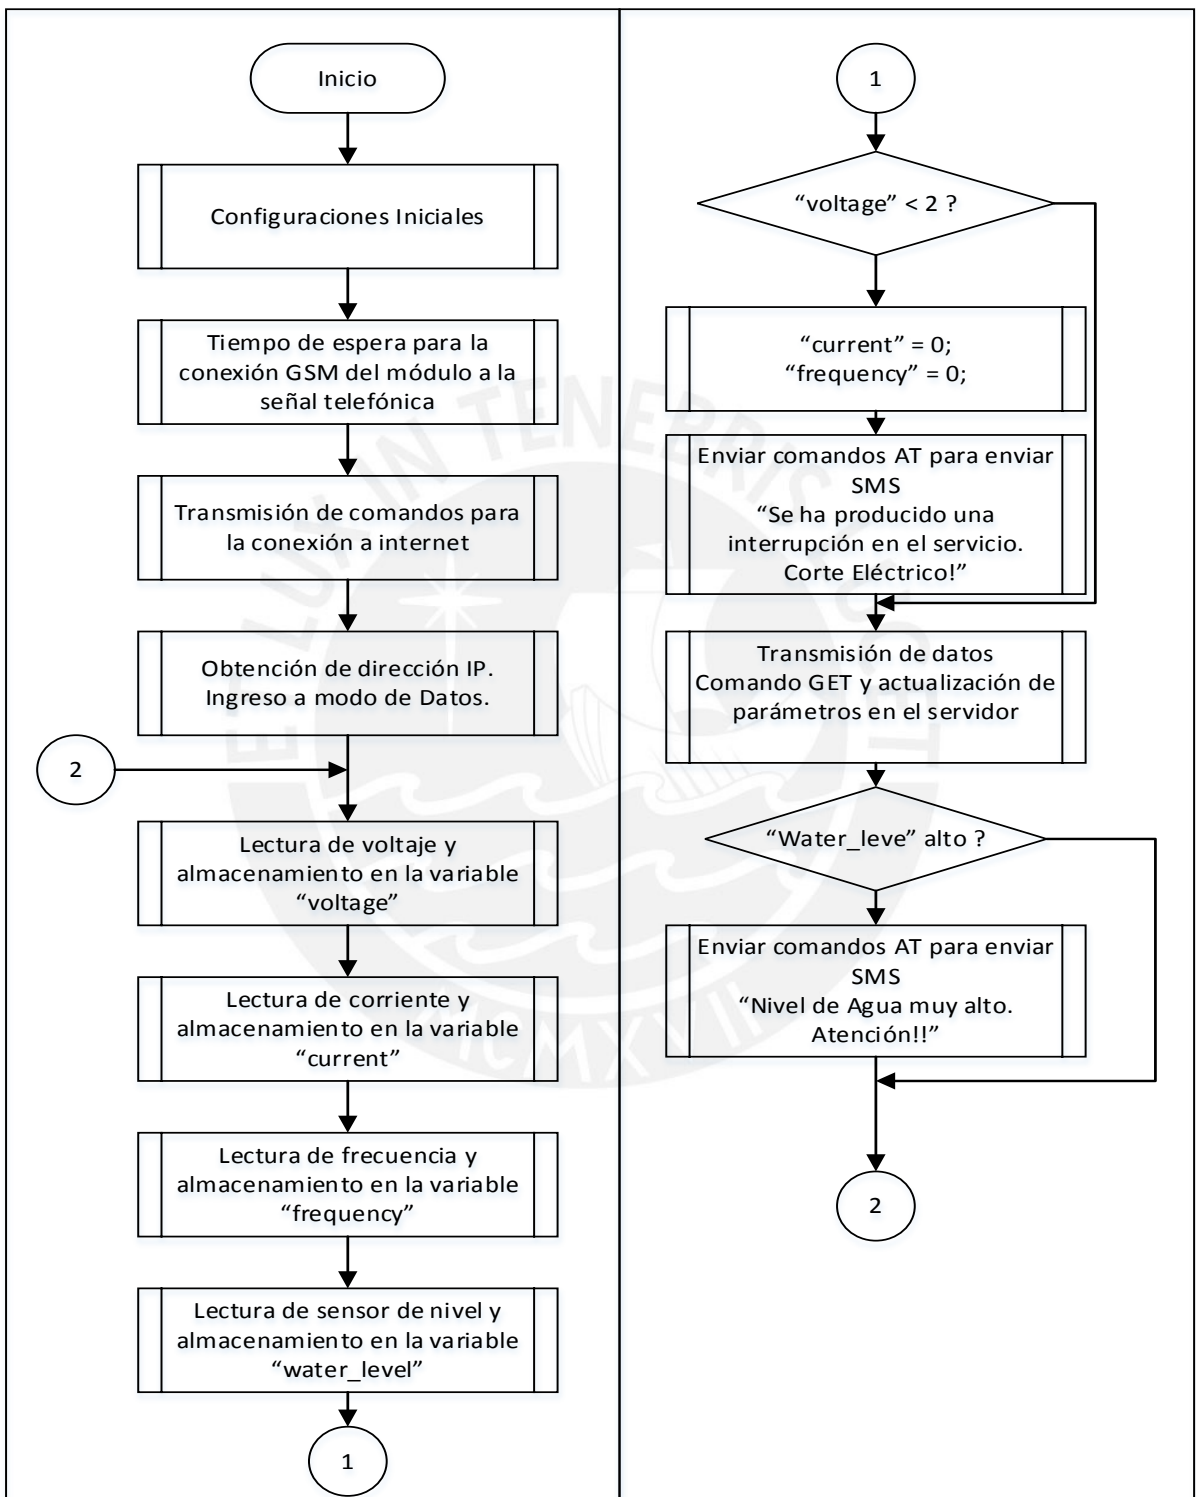 Inicio
Configuraciones Iniciales
Tiempo de espera para la
conexión GSM del módulo a la
señal telefónica
Transmisión de comandos para
la conexión a internet
Obtención de dirección IP.
Ingreso a modo de Datos.
2
Lectura de voltaje y
almacenamiento en la variable
“voltage”
Lectura de corriente y
almacenamiento en la variable
“current”
Lectura de frecuencia y
almacenamiento en la variable
“frequency”
Lectura de sensor de nivel y
almacenamiento en la variable
“water_level”
1
1
“voltage” < 2 ?
“current” = 0;
“frequency” = 0;
Enviar comandos AT para enviar
SMS
“Se ha producido una
interrupción en el servicio.
Corte Eléctrico!”
Transmisión de datos
Comando GET y actualización de
parámetros en el servidor
“Water_leve” alto ?
Enviar comandos AT para enviar
SMS
“Nivel de Agua muy alto.
Atención!!”
2
ET LUX IN TENEBRIS LUCET
MCMXVII